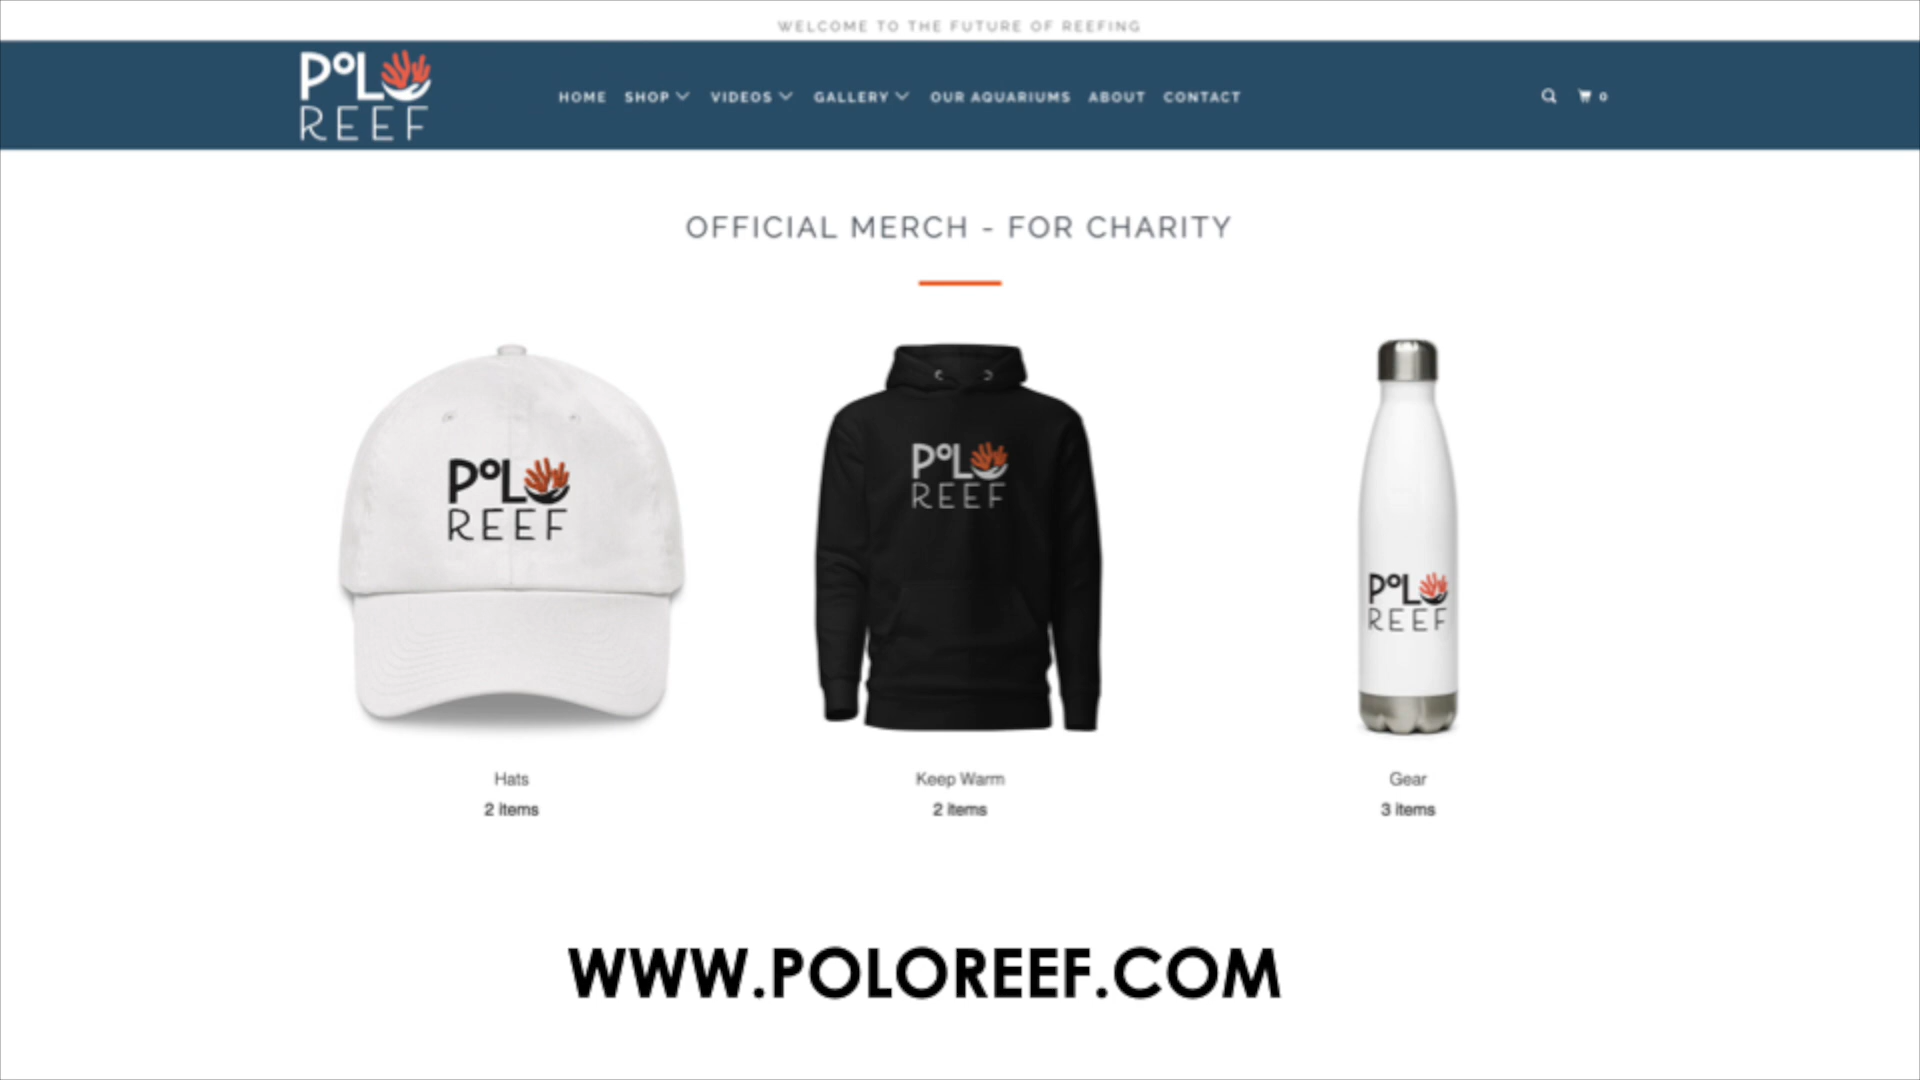 WELCOME TO THE FUTURE OF REEFING
POLO
REEF
HOME SHOP VIDEOS GALLERY OUR AQUARIUMS ABOUT CONTACT
0
OFFICIAL MERCH - FOR CHARITY
POLO
REEF
POLO
REEF
POLO
REEF
Hats
2 items
Keep Warm
2 items
Gear
3 items
WWW.POLOREEF.COM